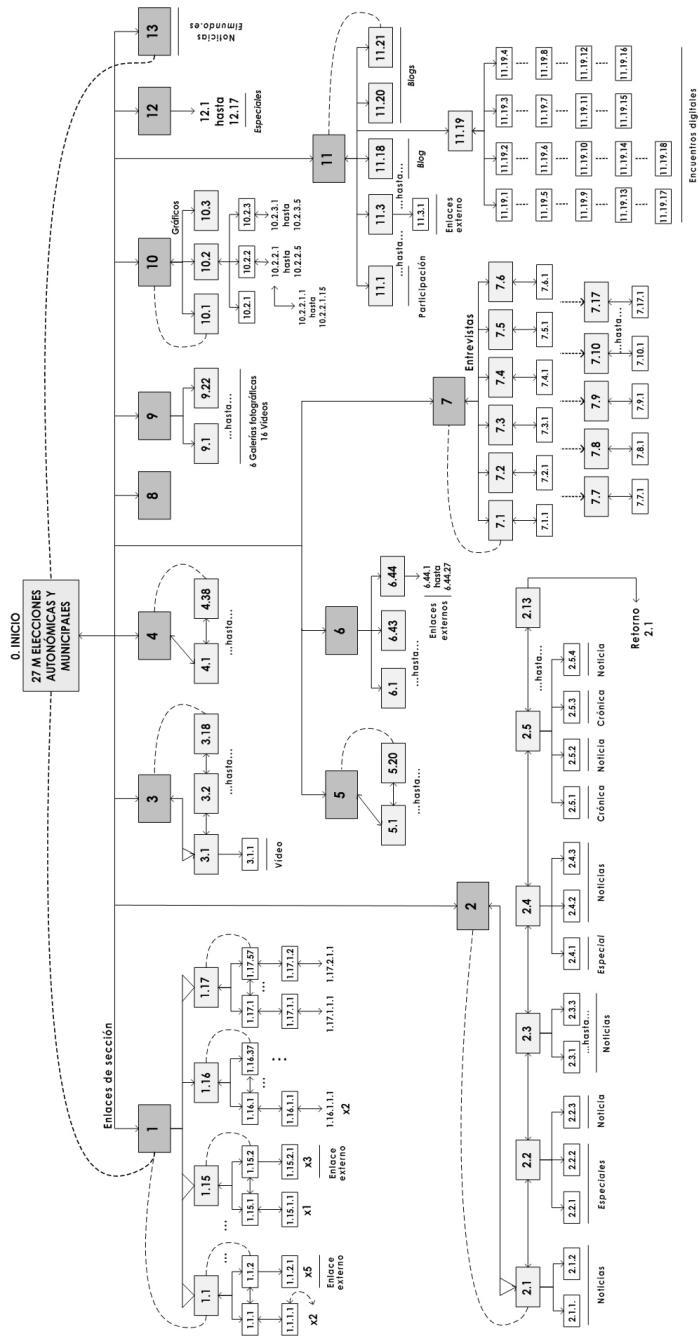 0. INICIO
27 M ELECCIONES
AUTONÓMICAS Y
MUNICIPALES
Enlaces de sección
1
1.1
...
1.15
1.16
1.17
1.1.1
1.1.2
1.1.1.1
1.1.2.1
x2
x5
Enlace
externo
1.15.1
1.15.2
1.15.1.1
1.15.2.1
x1
x3
Enlace
externo
1.16.1
...
1.16.37
1.16.1.1
...
1.16.1.1.1
x2
1.17.1
...
1.17.57
1.17.1.1
1.17.1.2
1.17.1.1.1
1.17.2.1.1
2
2.1
2.2
2.3
2.4
2.5
...hasta...
2.13
Retorno
2.1
2.1.1.
2.1.2
Noticias
2.2.1
2.2.2
2.2.3
Especiales
Noticia
2.3.1
2.3.3
...hasta...
Noticias
2.4.1
2.4.2
2.4.3
Especial
Noticias
2.5.1
2.5.2
2.5.3
2.5.4
Crónica
Noticia
Crónica
Noticia
3
3.1
3.2
3.18
...hasta...
3.1.1
Vídeo
4
4.1
4.38
...hasta...
5
5.1
5.20
...hasta...
6
6.1
6.43
6.44
...hasta...
Enlaces
externos
6.44.1
hasta
6.44.27
7
Entrevistas
7.1
7.2
7.3
7.4
7.5
7.6
7.1.1
7.2.1
7.3.1
7.4.1
7.5.1
7.6.1
7.7
7.8
7.9
7.10
7.17
...hasta...
7.7.1
7.8.1
7.9.1
7.10.1
7.17.1
8
9
9.1
9.22
...hasta...
6 Galerías fotográficas
16 Vídeos
10
Gráficos
10.1
10.2
10.3
10.2.1
10.2.2
10.2.3
10.2.2.1
hasta
10.2.2.5
10.2.3.1
hasta
10.2.3.5
10.2.2.1.1
hasta
10.2.2.1.15
11
11.1
11.3
11.18
11.20
11.21
...hasta...
...hasta...
Participación
11.3.1
Enlaces
externo
Blog
Blogs
11.19
11.19.1
11.19.2
11.19.3
11.19.4
11.19.5
11.19.6
11.19.7
11.19.8
11.19.9
11.19.10
11.19.11
11.19.12
11.19.13
11.19.14
11.19.15
11.19.16
11.19.17
11.19.18
Encuentros digitales
12
12.1
hasta
12.17
Especiales
13
Noticias
Elmundo.es